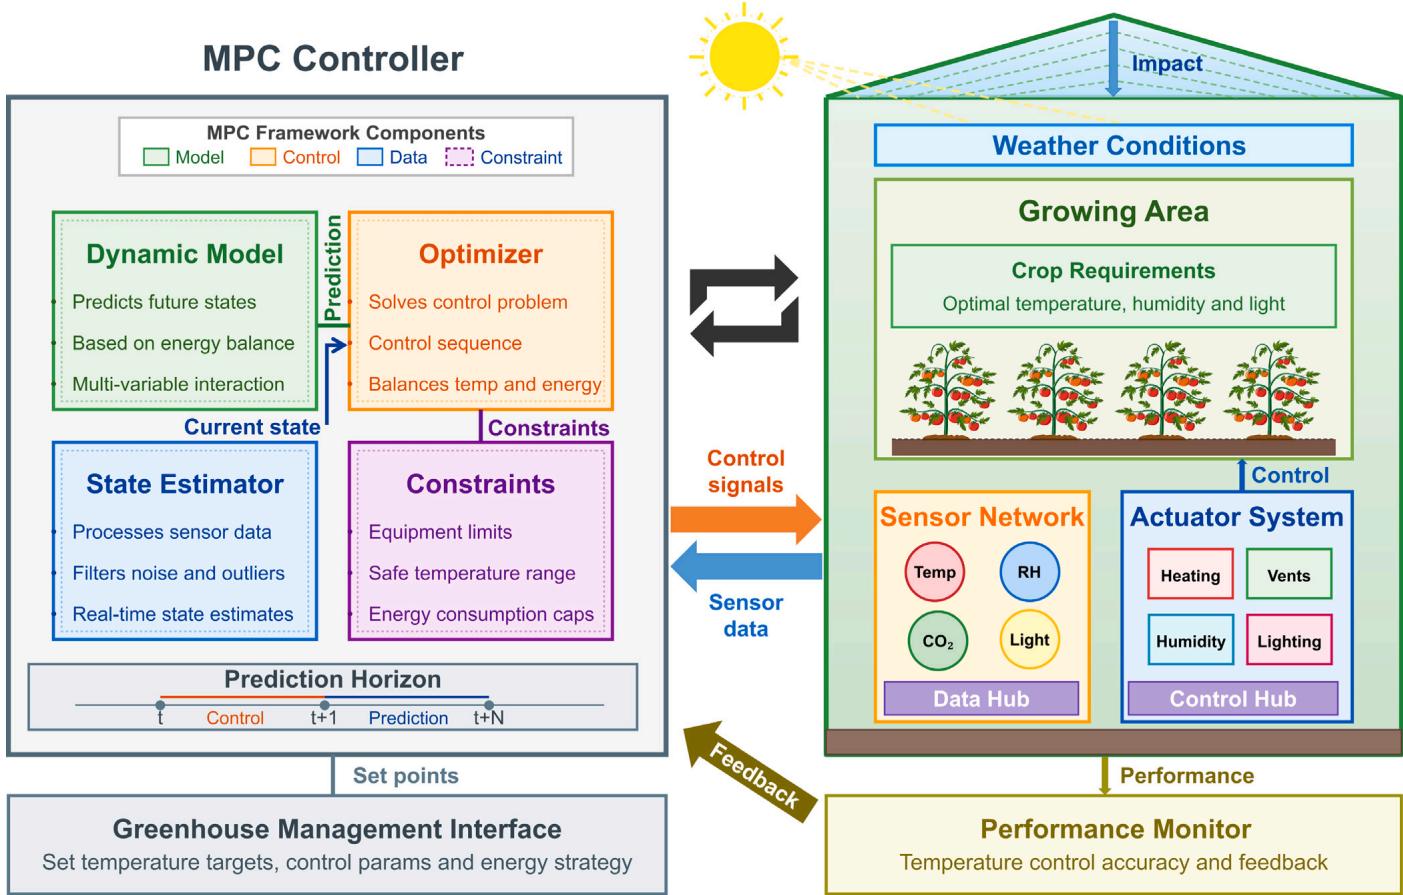 MPC Controller
MPC Framework Components
Model Control Data Constraint
Dynamic Model
Predicts future states
Based on energy balance
Multi-variable interaction
Prediction
Optimizer
Solves control problem
Control sequence
Balances temp and energy
Current state
Constraints
State Estimator
Processes sensor data
Filters noise and outliers
Real-time state estimates
Constraints
Equipment limits
Safe temperature range
Energy consumption caps
Prediction Horizon
t Control t+1 Prediction t+N
Set points
Greenhouse Management Interface
Set temperature targets, control params and energy strategy
Control
signals
Sensor
data
Feedback
Impact
Weather Conditions
Growing Area
Crop Requirements
Optimal temperature, humidity and light
Control
Sensor Network
Temp RH
CO₂ Light
Data Hub
Actuator System
Heating Vents
Humidity Lighting
Control Hub
Performance
Performance Monitor
Temperature control accuracy and feedback